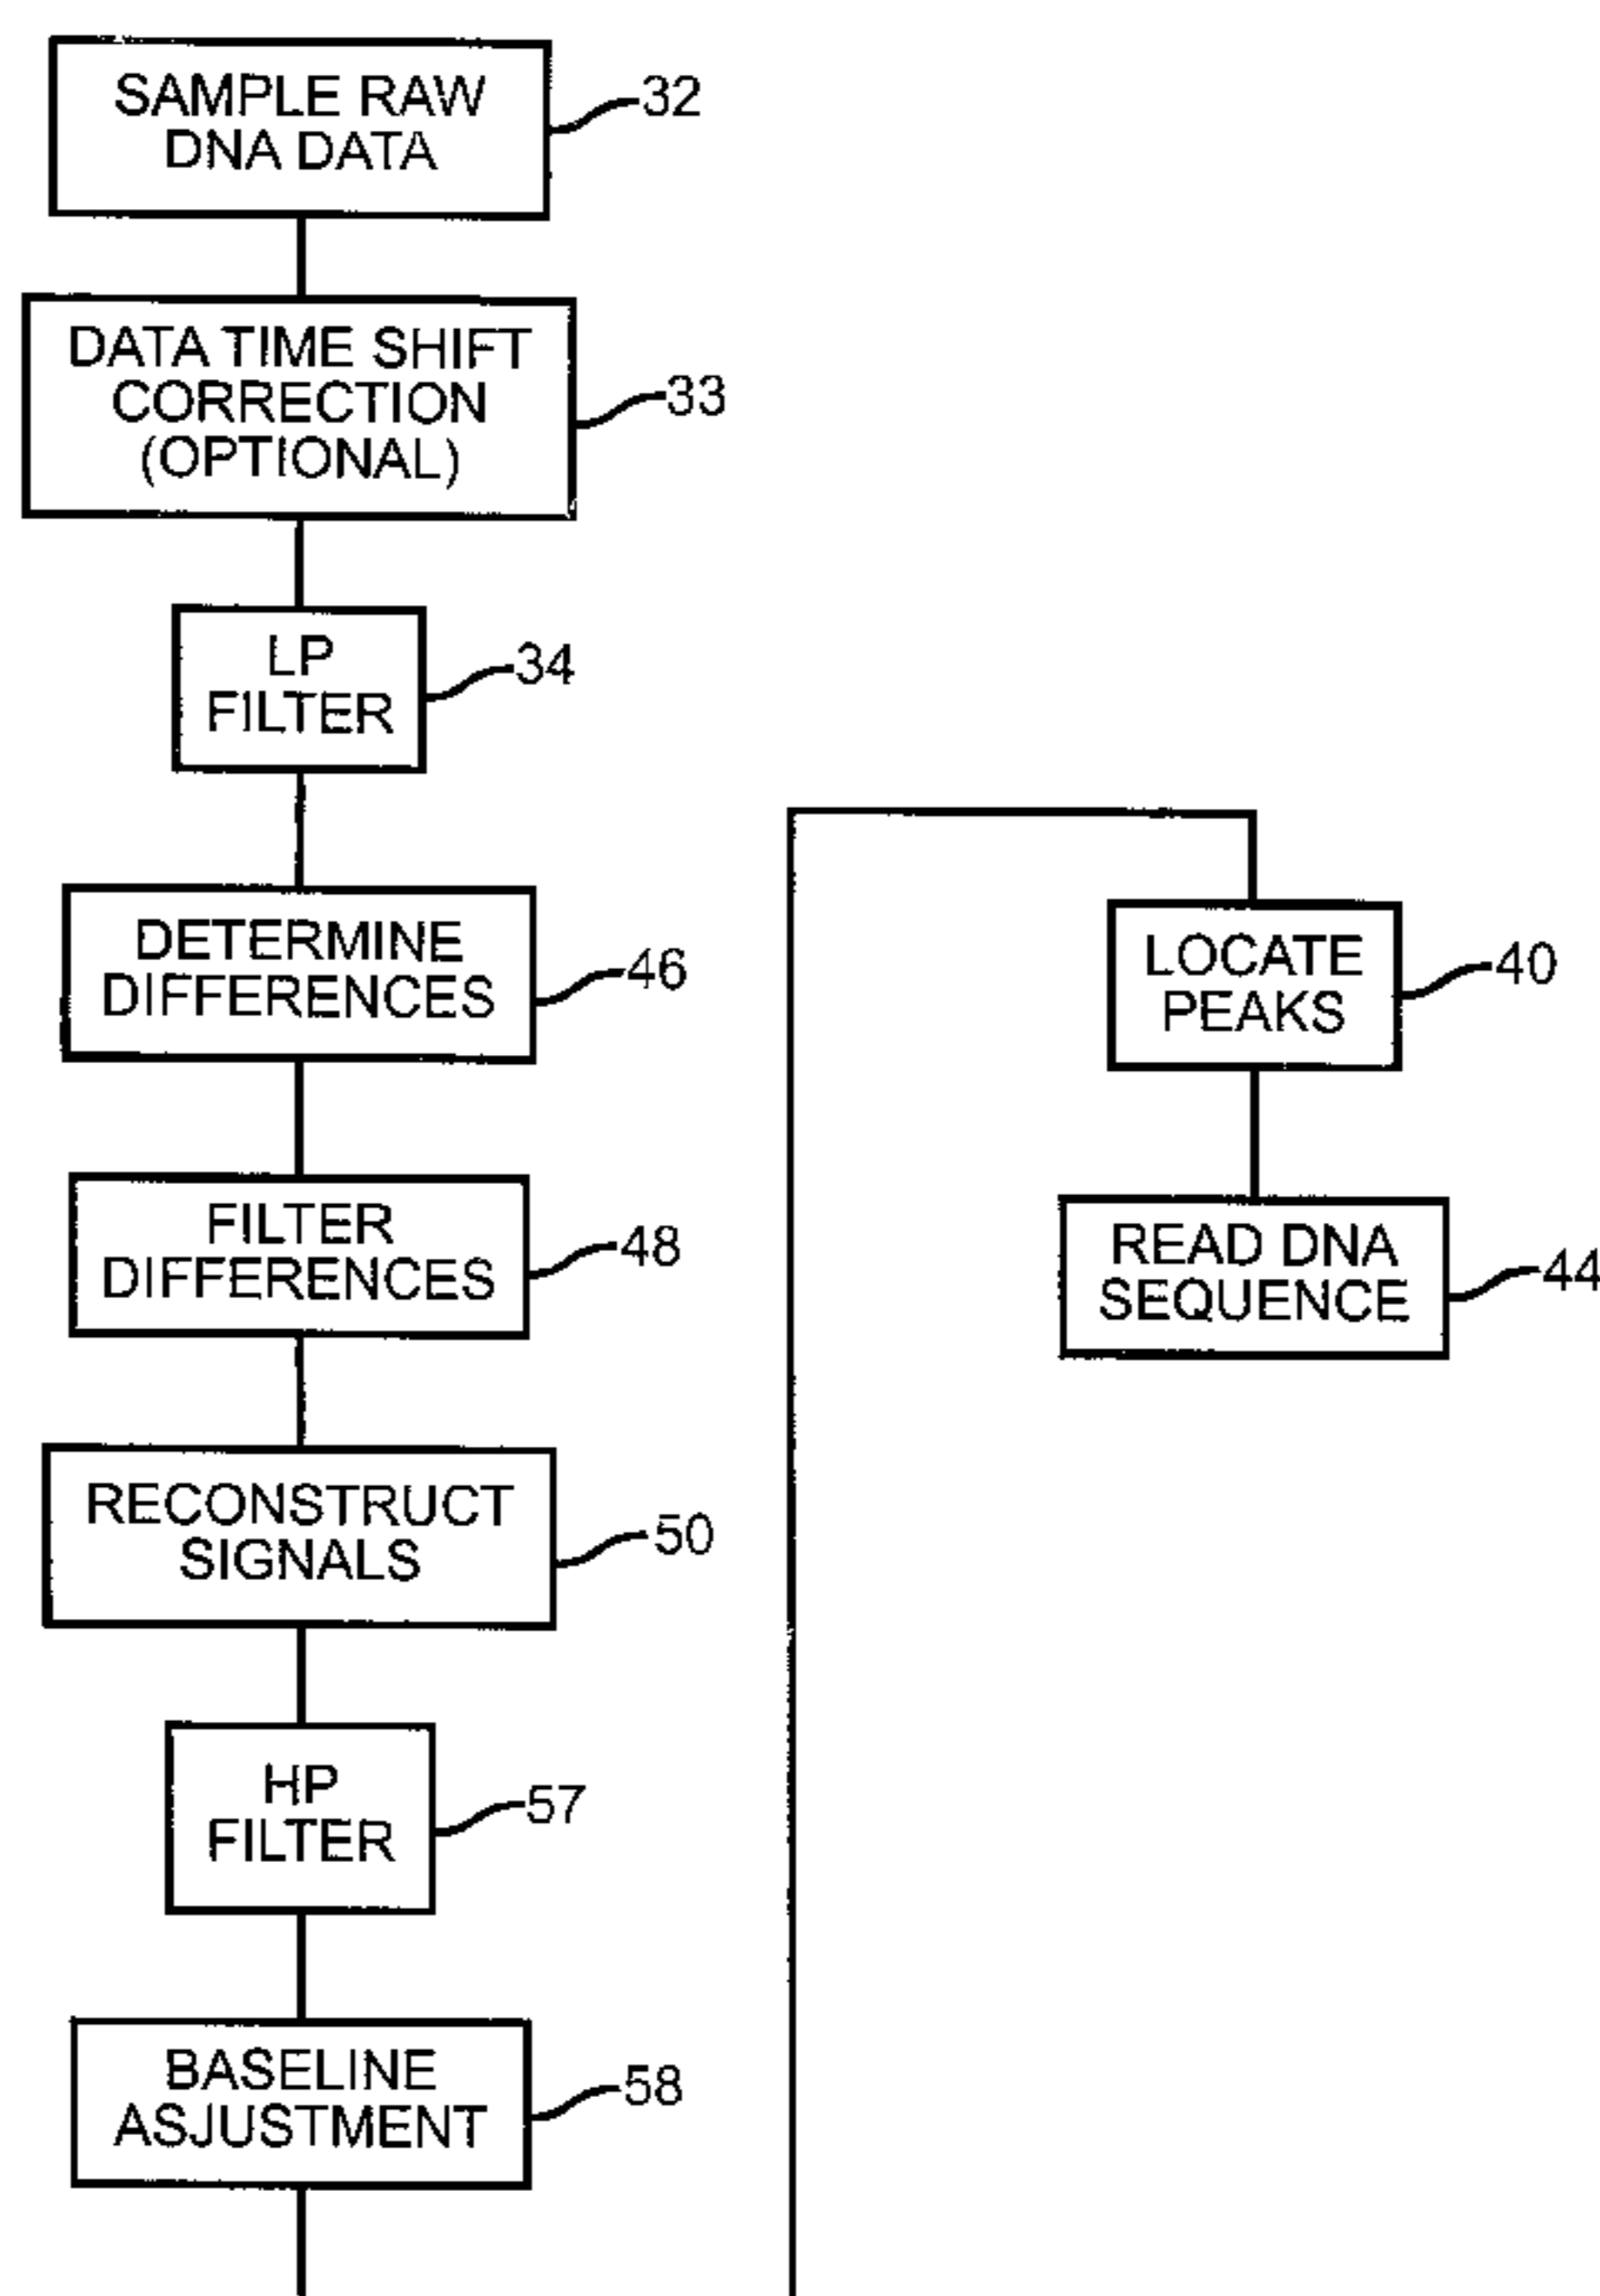 SAMPLE RAW
DNA DATA
32
DATA TIME SHIFT
CORRECTION
(OPTIONAL)
33
LP
FILTER
34
DETERMINE
DIFFERENCES
46
FILTER
DIFFERENCES
48
RECONSTRUCT
SIGNALS
50
HP
FILTER
57
BASELINE
ASJUSTMENT
58
LOCATE
PEAKS
40
READ DNA
SEQUENCE
44